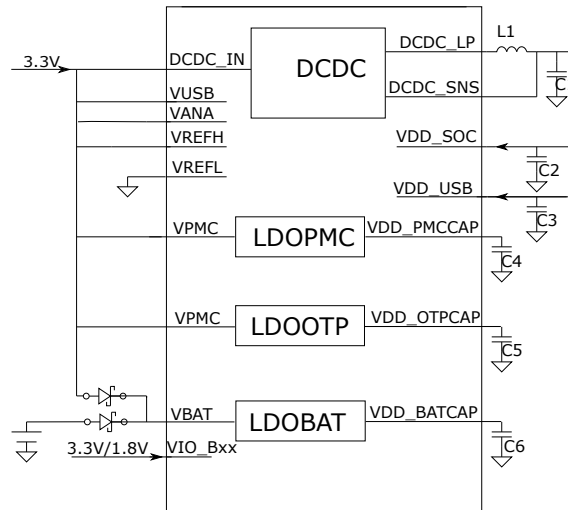 L1
DCDC_LP
3.3V
DCDC_IN
DCDC
C
DCDC_SNS
VUSB
VANA
VREFH
VDD_SOC
VREFL
C2
VDD_USB
C3
VPMC
LDOPMC
VDD_PMCCAP
C4
VPMC
LDOOTP
VDD_OTPCAP
C5
VBAT
LDOBAT
VDD_BATCAP
3.3V/1.8V
VIO_Bxx
C6